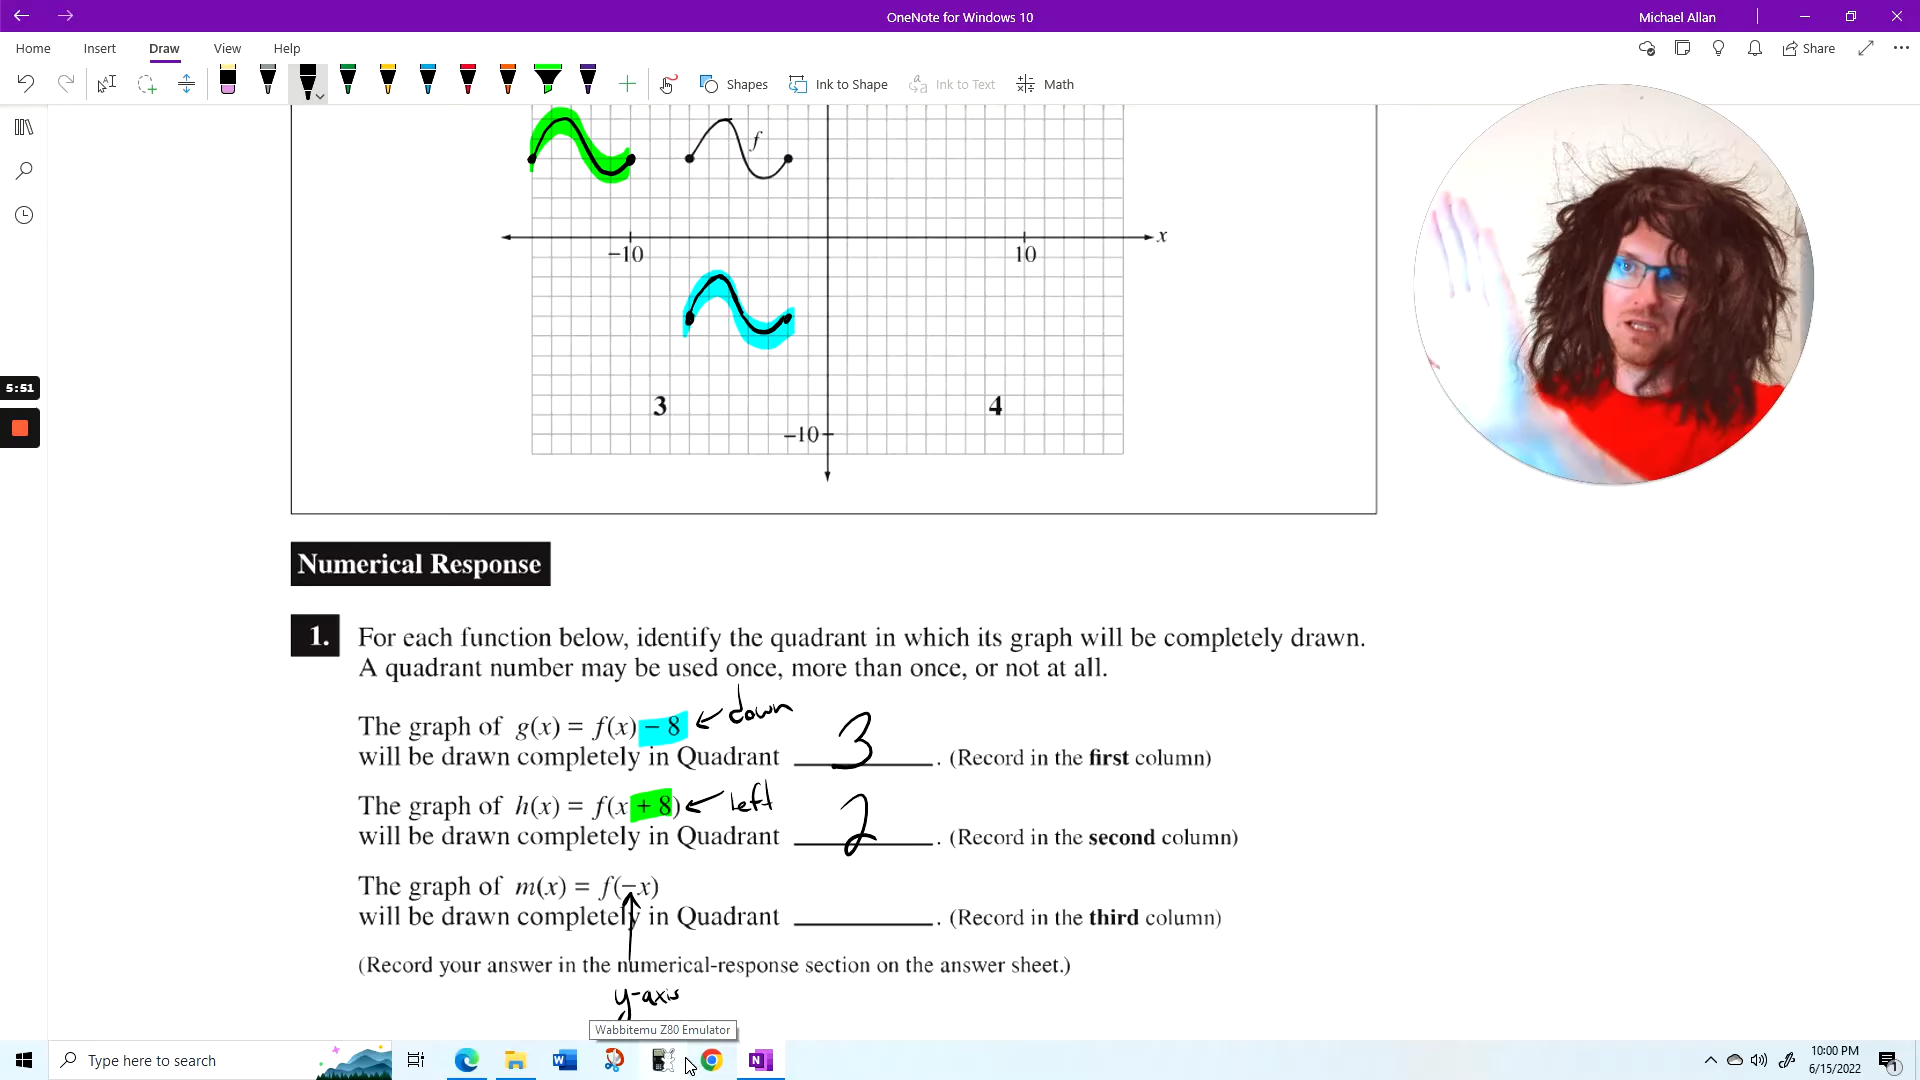 OneNote for Windows 10
Michael Allan
Home Insert Draw View Help
Share
Shapes Ink to Shape Ink to Text Math
f
x
−10 10
5:51
3 4
−10
Numerical Response
1. For each function below, identify the quadrant in which its graph will be completely drawn.
A quadrant number may be used once, more than once, or not at all.
down
The graph of g(x) = f(x) − 8
will be drawn completely in Quadrant 3. (Record in the first column)
left
The graph of h(x) = f(x + 8)
will be drawn completely in Quadrant 2. (Record in the second column)
The graph of m(x) = f(−x)
will be drawn completely in Quadrant ______. (Record in the third column)
(Record your answer in the numerical-response section on the answer sheet.)
y-axis
Wabbitemu Z80 Emulator
Type here to search
10:00 PM
6/15/2022
1